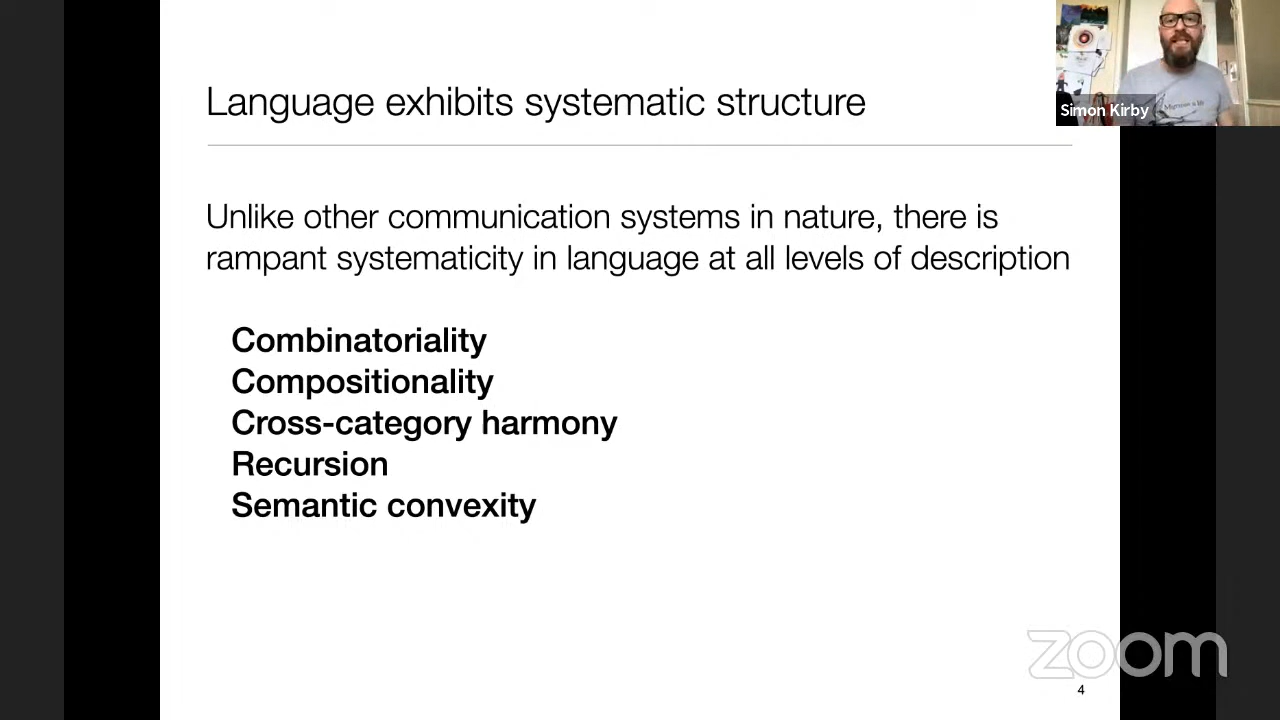 Language exhibits systematic structure
Simon Kirby
Unlike other communication systems in nature, there is
rampant systematicity in language at all levels of description
Combinatoriality
Compositionality
Cross-category harmony
Recursion
Semantic convexity
zoom
4